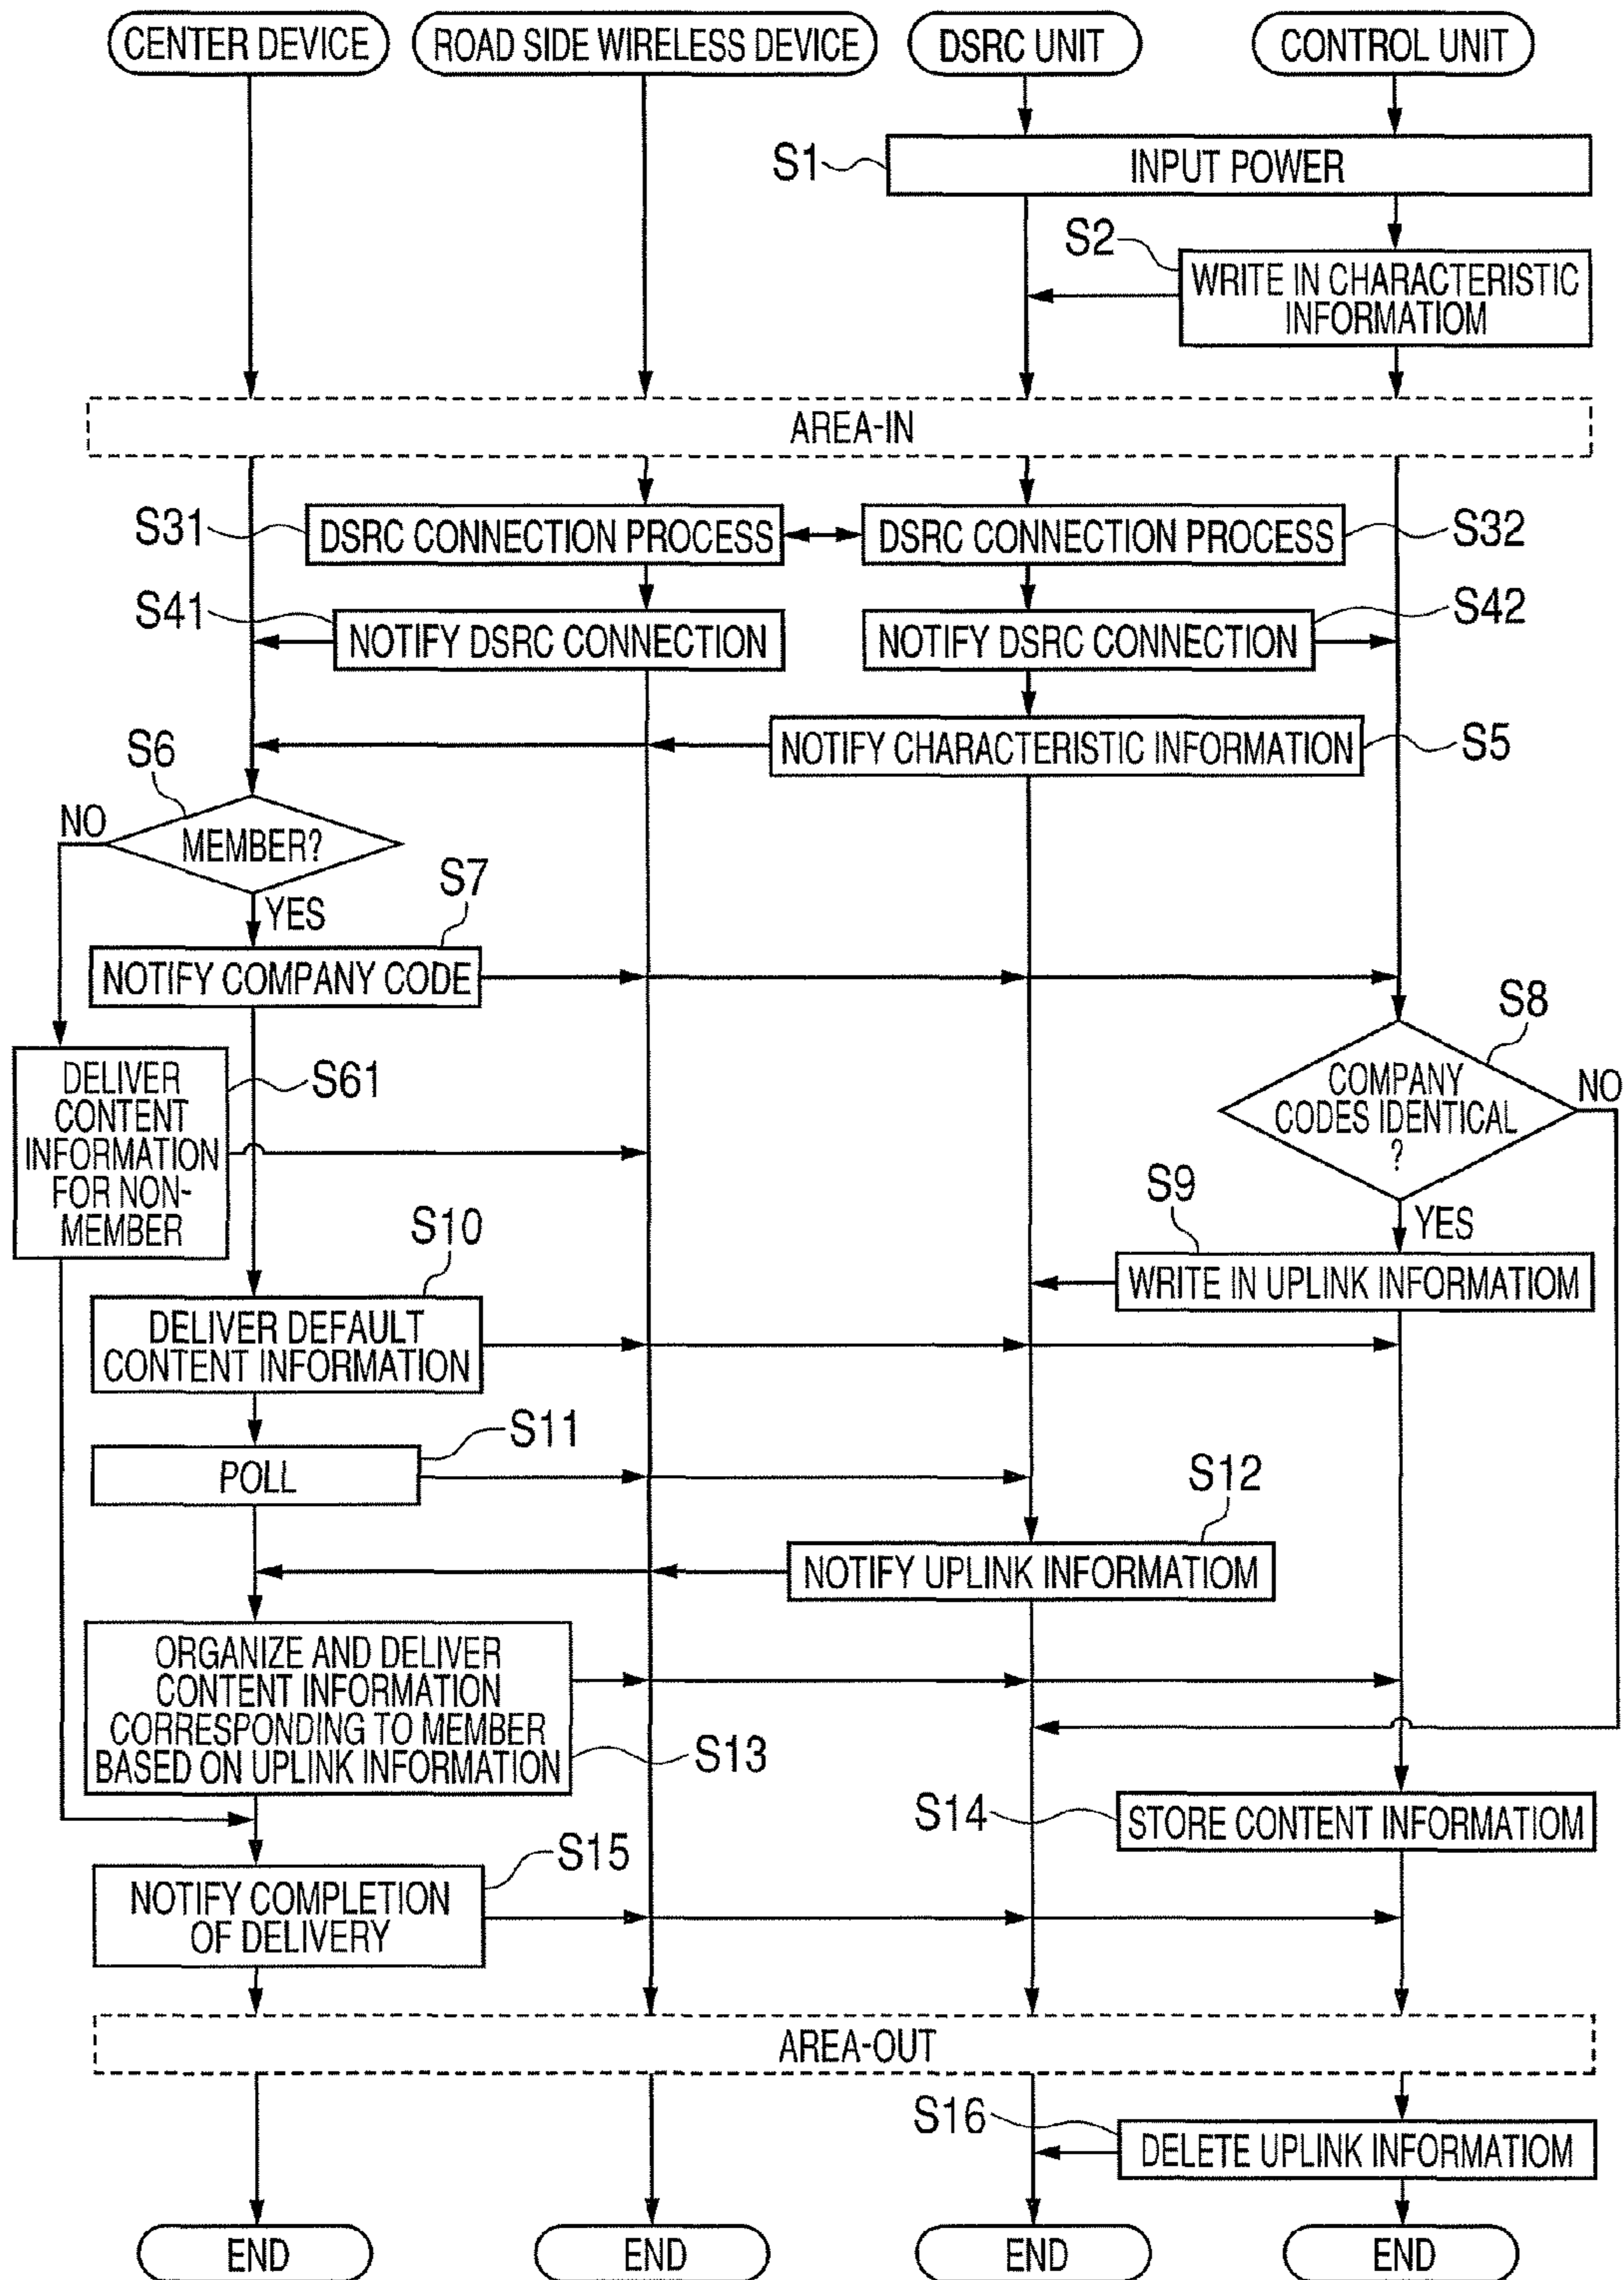 CENTER DEVICE
ROAD SIDE WIRELESS DEVICE
DSRC UNIT
CONTROL UNIT
S1
INPUT POWER
S2
WRITE IN CHARACTERISTIC
INFORMATIOM
AREA-IN
S31
DSRC CONNECTION PROCESS
DSRC CONNECTION PROCESS
S32
S41
NOTIFY DSRC CONNECTION
NOTIFY DSRC CONNECTION
S42
NOTIFY CHARACTERISTIC INFORMATION
S5
S6
NO
MEMBER?
YES
S7
NOTIFY COMPANY CODE
S8
COMPANY
CODES IDENTICAL
?
NO
YES
DELIVER
CONTENT
INFORMATION
FOR NON-
MEMBER
S61
S9
WRITE IN UPLINK INFORMATIOM
S10
DELIVER DEFAULT
CONTENT INFORMATION
S11
POLL
S12
NOTIFY UPLINK INFORMATIOM
ORGANIZE AND DELIVER
CONTENT INFORMATION
CORRESPONDING TO MEMBER
BASED ON UPLINK INFORMATION
S13
S14
STORE CONTENT INFORMATIOM
S15
NOTIFY COMPLETION
OF DELIVERY
AREA-OUT
S16
DELETE UPLINK INFORMATIOM
END
END
END
END